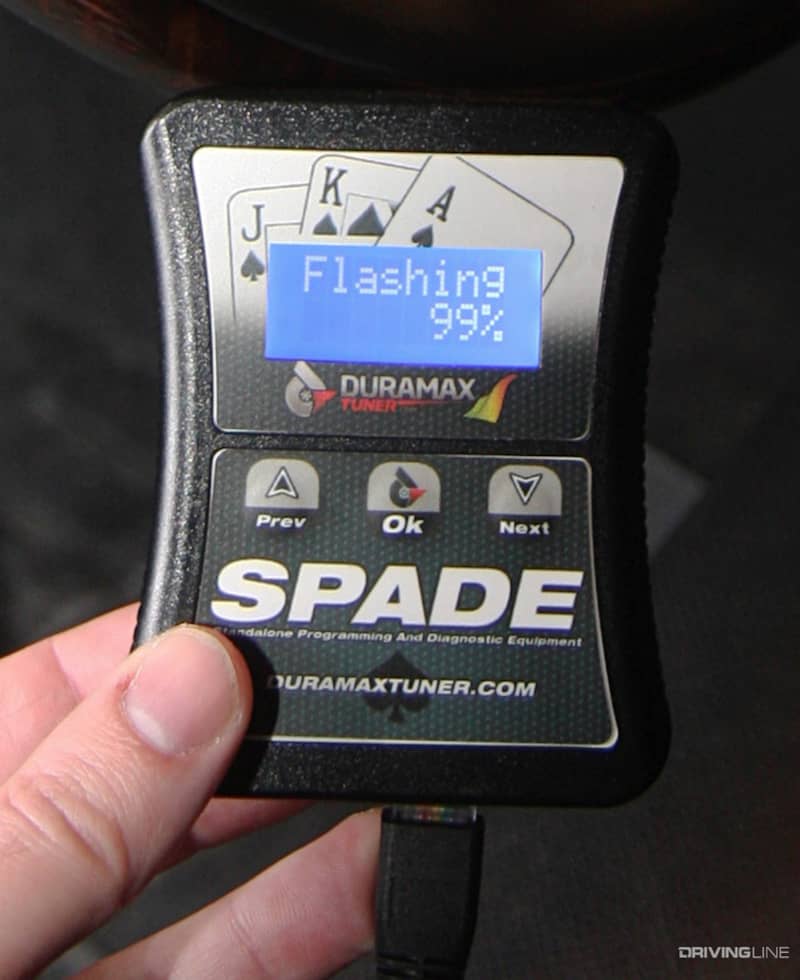 J
K
A
Flashing
99%
DURAMAX
TUNER
Prev
Ok
Next
SPADE
Standalone Programming And Diagnostic Equipment
DURAMAXTUNER.COM
DRIVINGLINE